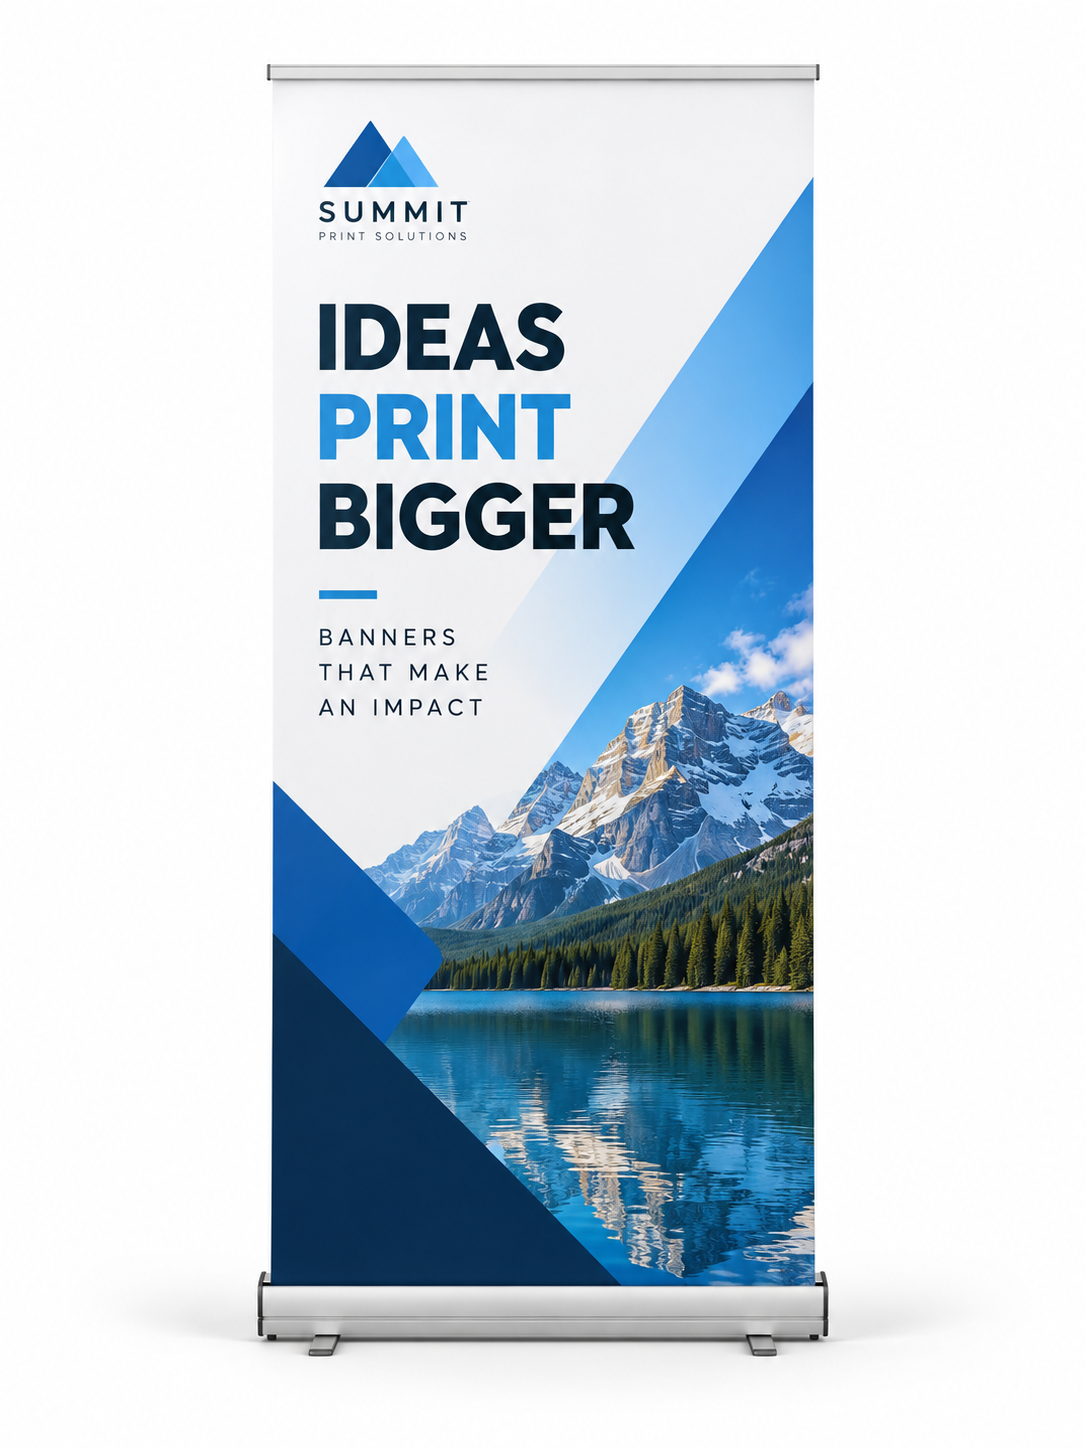 SUMMIT
PRINT SOLUTIONS
IDEAS
PRINT
BIGGER
BANNERS
THAT MAKE
AN IMPACT